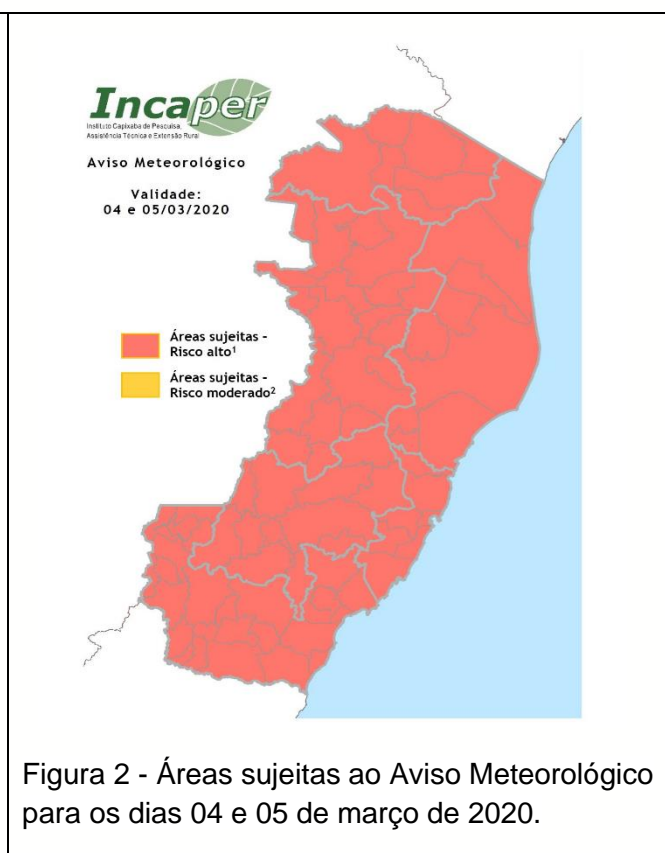 Incaper
Instituto Capixaba de Pesquisa,
Assistência Técnica e Extensão Rural
Aviso Meteorológico
Validade:
04 e 05/03/2020
Áreas sujeitas -
Risco alto¹
Áreas sujeitas -
Risco moderado²
Figura 2 - Áreas sujeitas ao Aviso Meteorológico
para os dias 04 e 05 de março de 2020.